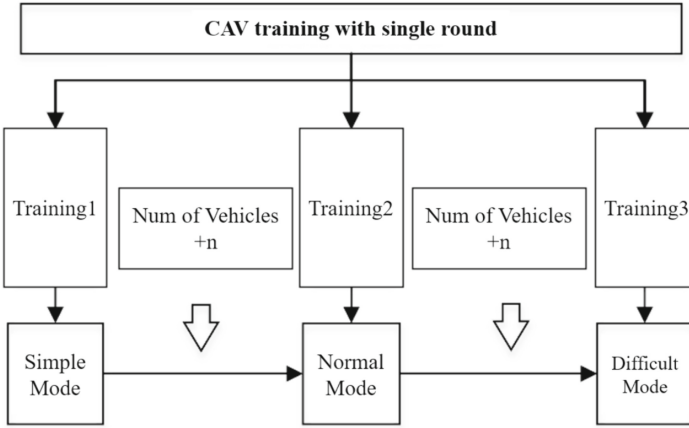 CAV training with single round
Training1
Num of Vehicles
+n
Training2
Num of Vehicles
+n
Training3
Simple
Mode
Normal
Mode
Difficult
Mode